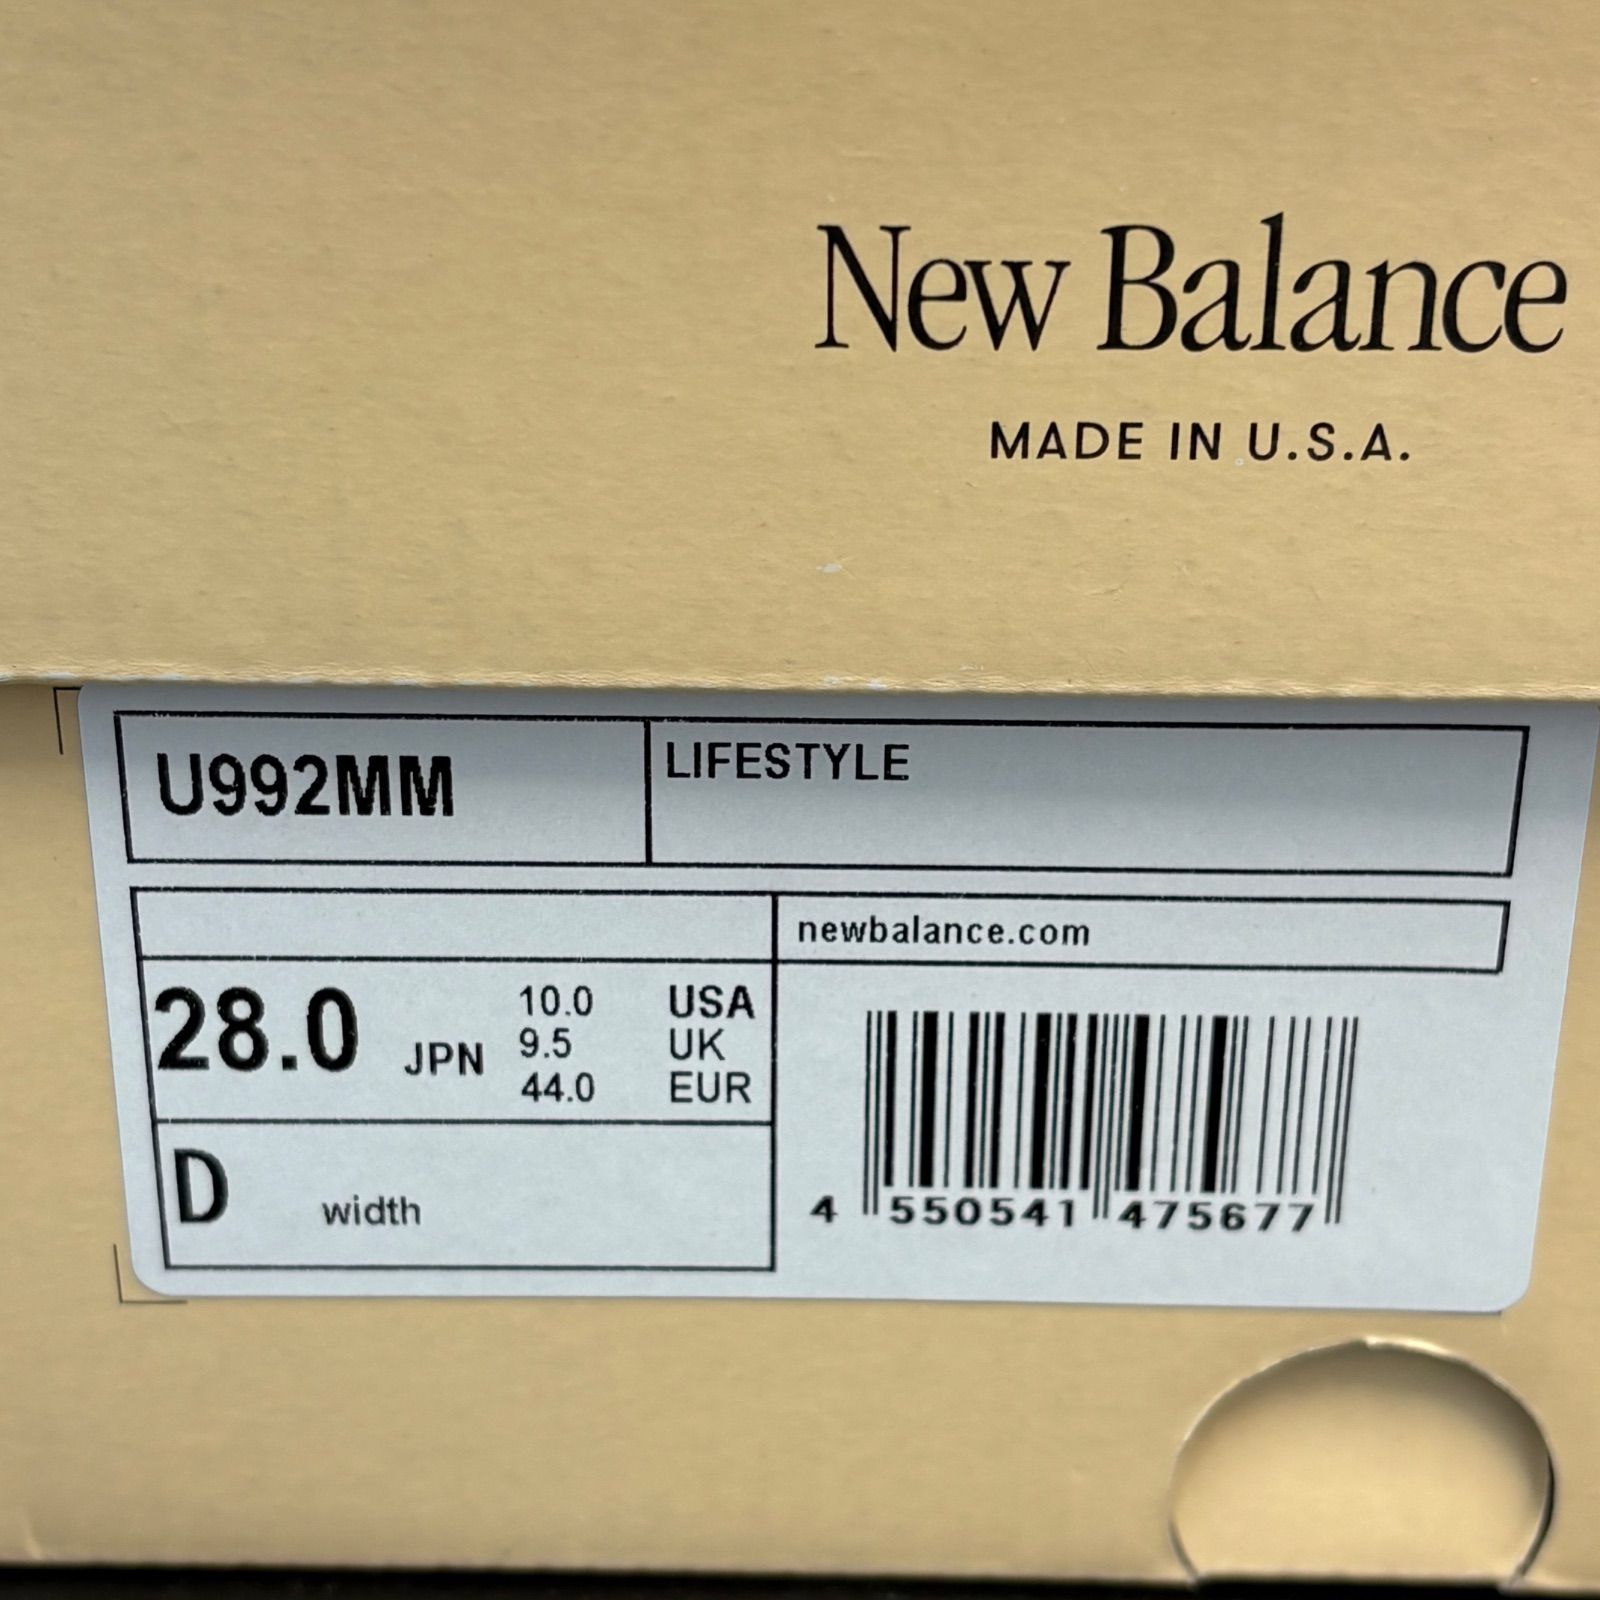 New Balance
MADE IN U.S.A.
U992MM
LIFESTYLE
newbalance.com
28.0 JPN
10.0 USA
9.5 UK
44.0 EUR
D width
4 550541 475677